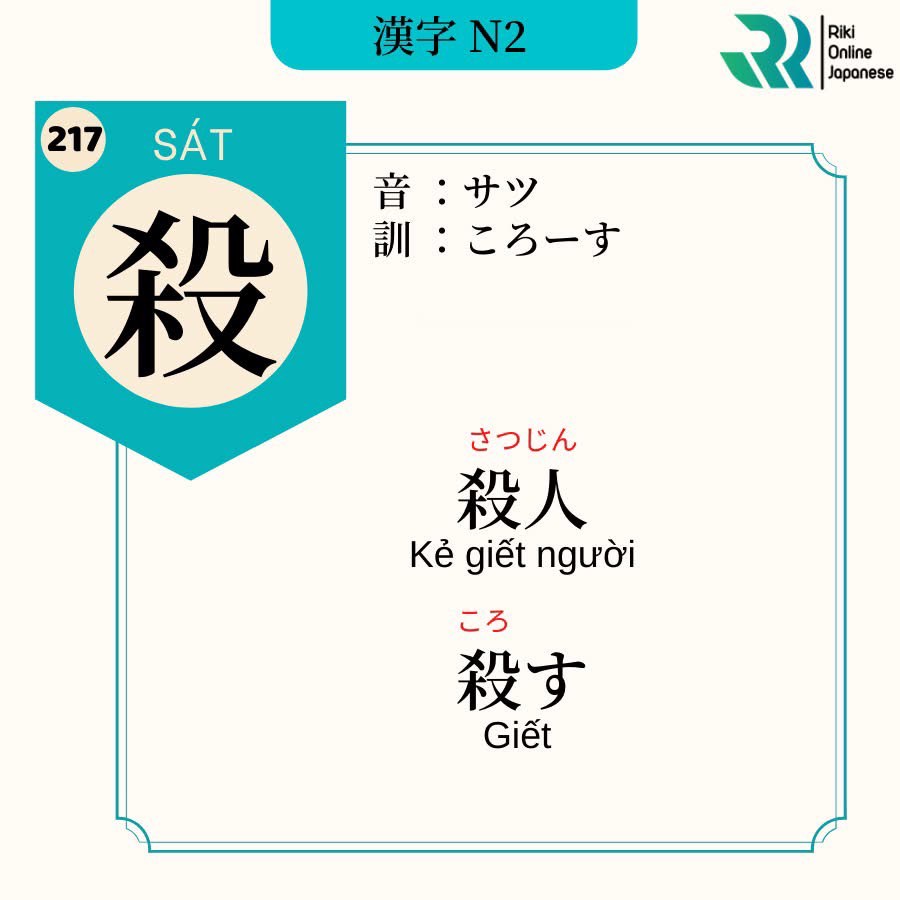 漢字 N2
Riki
Online
Japanese
217
SÁT
殺
音 ：サツ
訓 ：ころーす
さつじん
殺人
Kẻ giết người
ころ
殺す
Giết